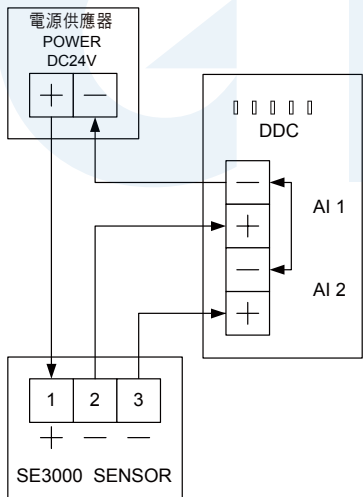 電源供應器
POWER
DC24V
+ −
DDC
−
+
AI 1
−
AI 2
+
1 2 3
+ − −
SE3000 SENSOR